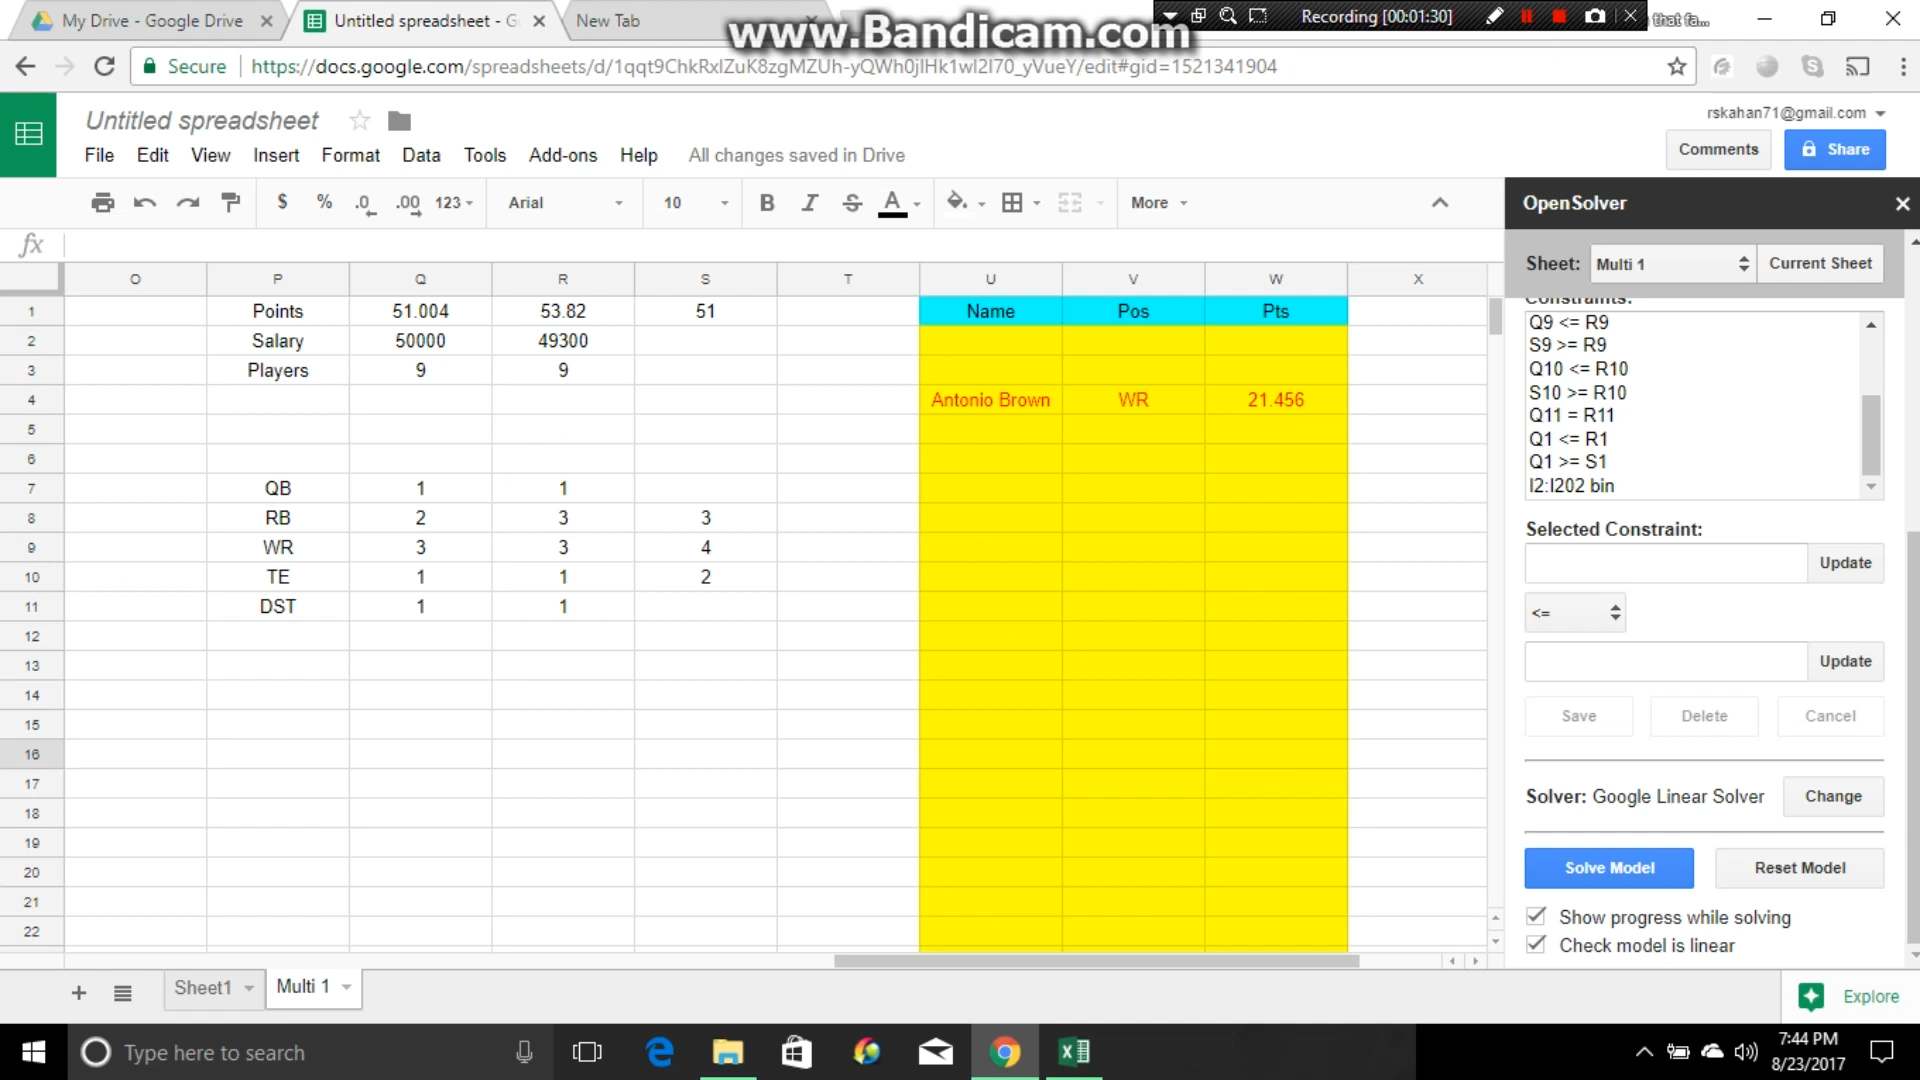 My Drive - Google Drive
Untitled spreadsheet - G
New Tab
www.Bandicam.com
Recording [00:01:30]
that fa...
Secure
https://docs.google.com/spreadsheets/d/1qqt9ChkRxIZuK8zgMZUh-yQWh0jIHk1wI2I70_yVueY/edit#gid=1521341904
Untitled spreadsheet
rskahan71@gmail.com
File Edit View Insert Format Data Tools Add-ons Help All changes saved in Drive
Comments
Share
$ % .0 .00 123 Arial 10 B I S A More
OpenSolver
fx
Sheet: Multi 1 Current Sheet
O P Q R S T U V W X
1 Points 51.004 53.82 51 Name Pos Pts
2 Salary 50000 49300
3 Players 9 9
4 Antonio Brown WR 21.456
5
6
7 QB 1 1
8 RB 2 3 3
9 WR 3 3 4
10 TE 1 1 2
11 DST 1 1
12
13
14
15
16
17
18
19
20
21
22
Constraints:
Q9 <= R9
S9 >= R9
Q10 <= R10
S10 >= R10
Q11 = R11
Q1 <= R1
Q1 >= S1
I2:I202 bin
Selected Constraint:
Update
<=
Update
Save Delete Cancel
Solver: Google Linear Solver Change
Solve Model Reset Model
Show progress while solving
Check model is linear
Sheet1 Multi 1
Explore
Type here to search
7:44 PM
8/23/2017